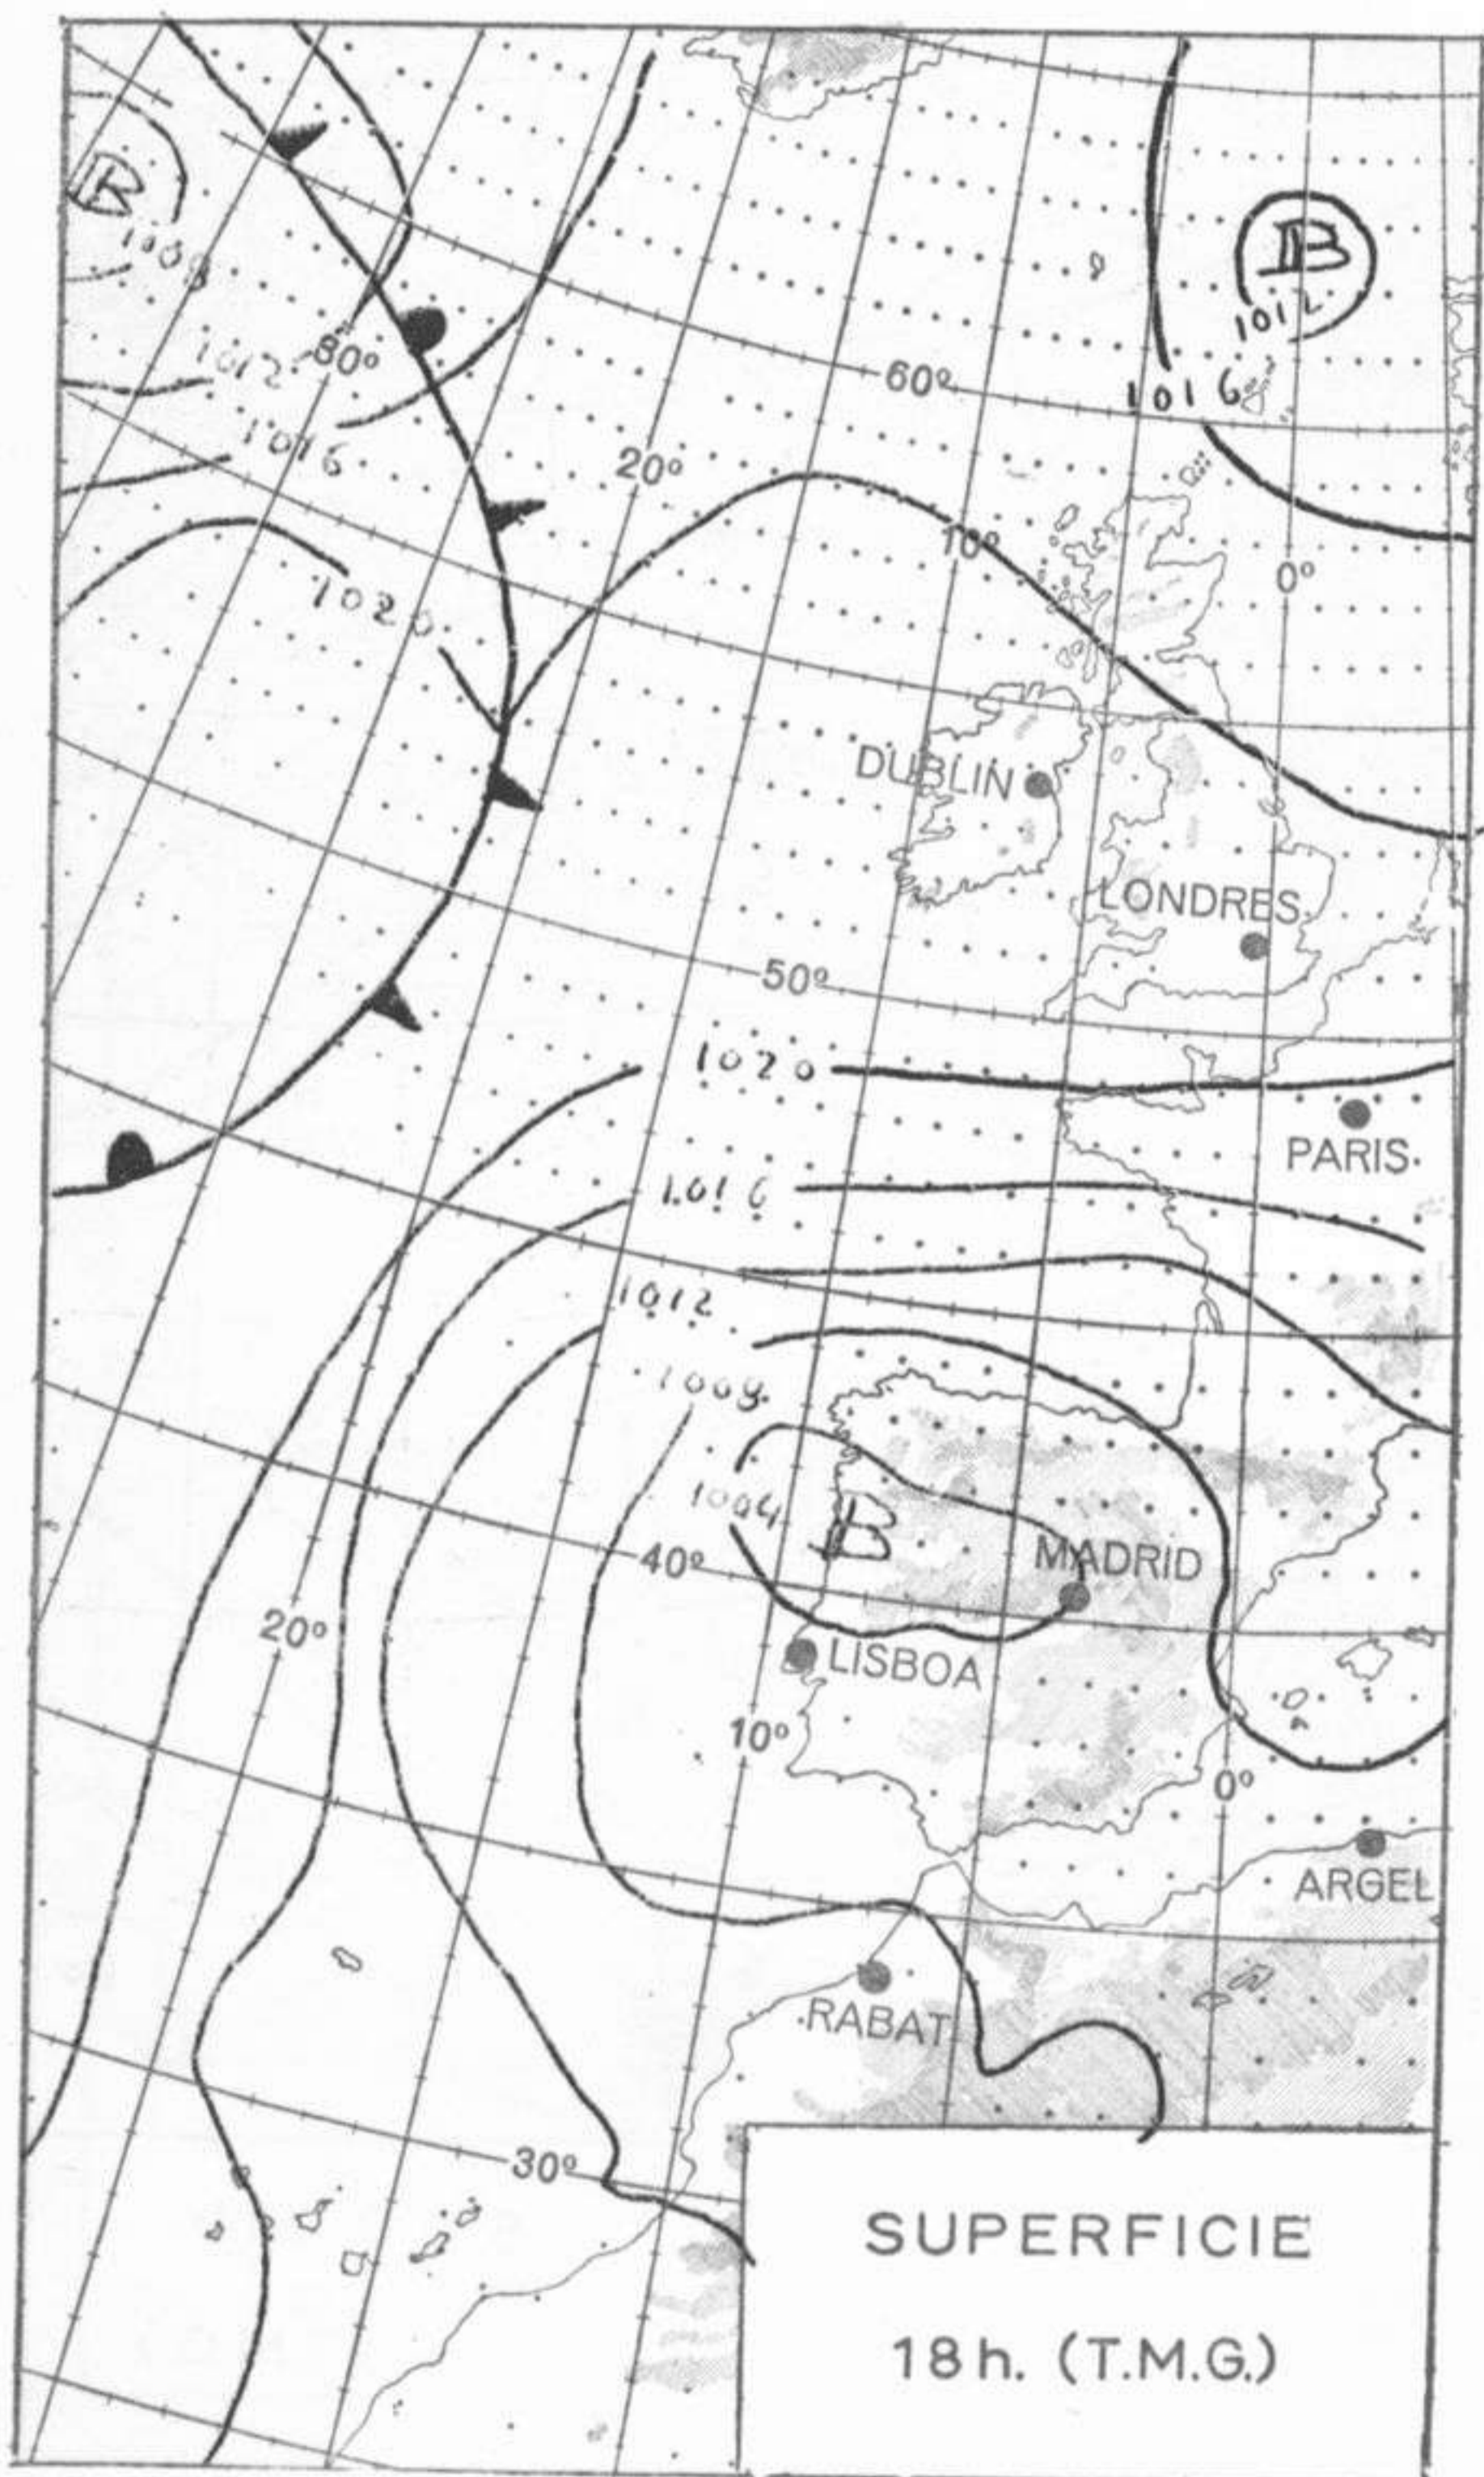 B
1008
B
1012
1012
80º
60º
1016
1016
20º
10º
0º
1020
DUBLIN
LONDRES
50º
1020
PARIS
1016
1012
1008
1004
B
40º
MADRID
20º
LISBOA
10º
0º
ARGEL
RABAT
30º
SUPERFICIE
18 h. (T.M.G.)